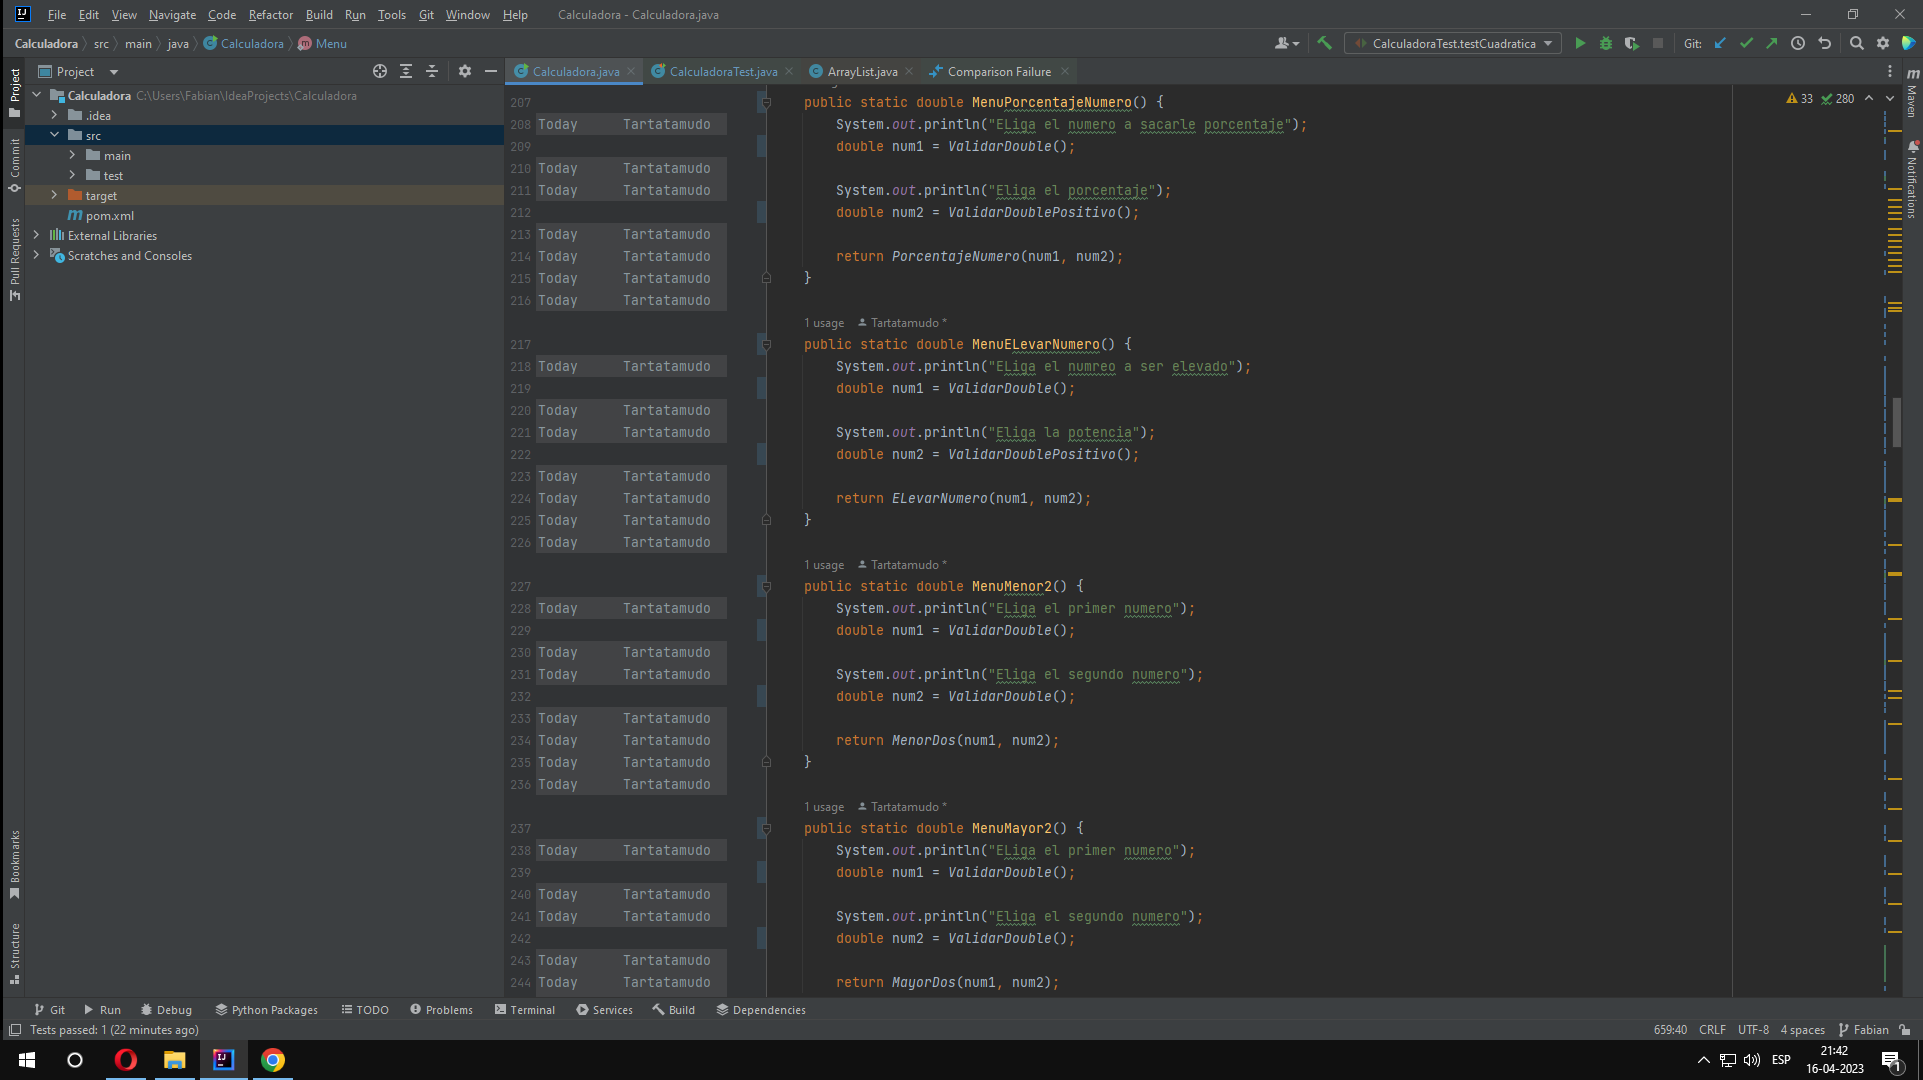 File Edit View Navigate Code Refactor Build Run Tools Git Window Help Calculadora - Calculadora.java
Calculadora src main java Calculadora Menu CalculadoraTest.testCuadratica Git:
Project Calculadora.java CalculadoraTest.java ArrayList.java Comparison Failure
Calculadora C:\Users\Fabian\IdeaProjects\Calculadora
.idea
src
main
test
target
pom.xml
External Libraries
Scratches and Consoles
Project
Commit
Pull Requests
Bookmarks
Structure
33 280
207 public static double MenuPorcentajeNumero() {
208 Today Tartatamudo System.out.println("ELiga el numero a sacarle porcentaje");
209 double num1 = ValidarDouble();
210 Today Tartatamudo
211 Today Tartatamudo System.out.println("Eliga el porcentaje");
212 double num2 = ValidarDoublePositivo();
213 Today Tartatamudo
214 Today Tartatamudo return PorcentajeNumero(num1, num2);
215 Today Tartatamudo }
216 Today Tartatamudo
1 usage Tartatamudo *
217 public static double MenuELevarNumero() {
218 Today Tartatamudo System.out.println("ELiga el numreo a ser elevado");
219 double num1 = ValidarDouble();
220 Today Tartatamudo
221 Today Tartatamudo System.out.println("Eliga la potencia");
222 double num2 = ValidarDoublePositivo();
223 Today Tartatamudo
224 Today Tartatamudo return ELevarNumero(num1, num2);
225 Today Tartatamudo }
226 Today Tartatamudo
1 usage Tartatamudo *
227 public static double MenuMenor2() {
228 Today Tartatamudo System.out.println("ELiga el primer numero");
229 double num1 = ValidarDouble();
230 Today Tartatamudo
231 Today Tartatamudo System.out.println("Eliga el segundo numero");
232 double num2 = ValidarDouble();
233 Today Tartatamudo
234 Today Tartatamudo return MenorDos(num1, num2);
235 Today Tartatamudo }
236 Today Tartatamudo
1 usage Tartatamudo *
237 public static double MenuMayor2() {
238 Today Tartatamudo System.out.println("ELiga el primer numero");
239 double num1 = ValidarDouble();
240 Today Tartatamudo
241 Today Tartatamudo System.out.println("Eliga el segundo numero");
242 double num2 = ValidarDouble();
243 Today Tartatamudo
244 Today Tartatamudo return MayorDos(num1, num2);
m Maven
Notifications
Git Run Debug Python Packages TODO Problems Terminal Services Build Dependencies
Tests passed: 1 (22 minutes ago) 659:40 CRLF UTF-8 4 spaces Fabian
ESP 21:42
16-04-2023
1